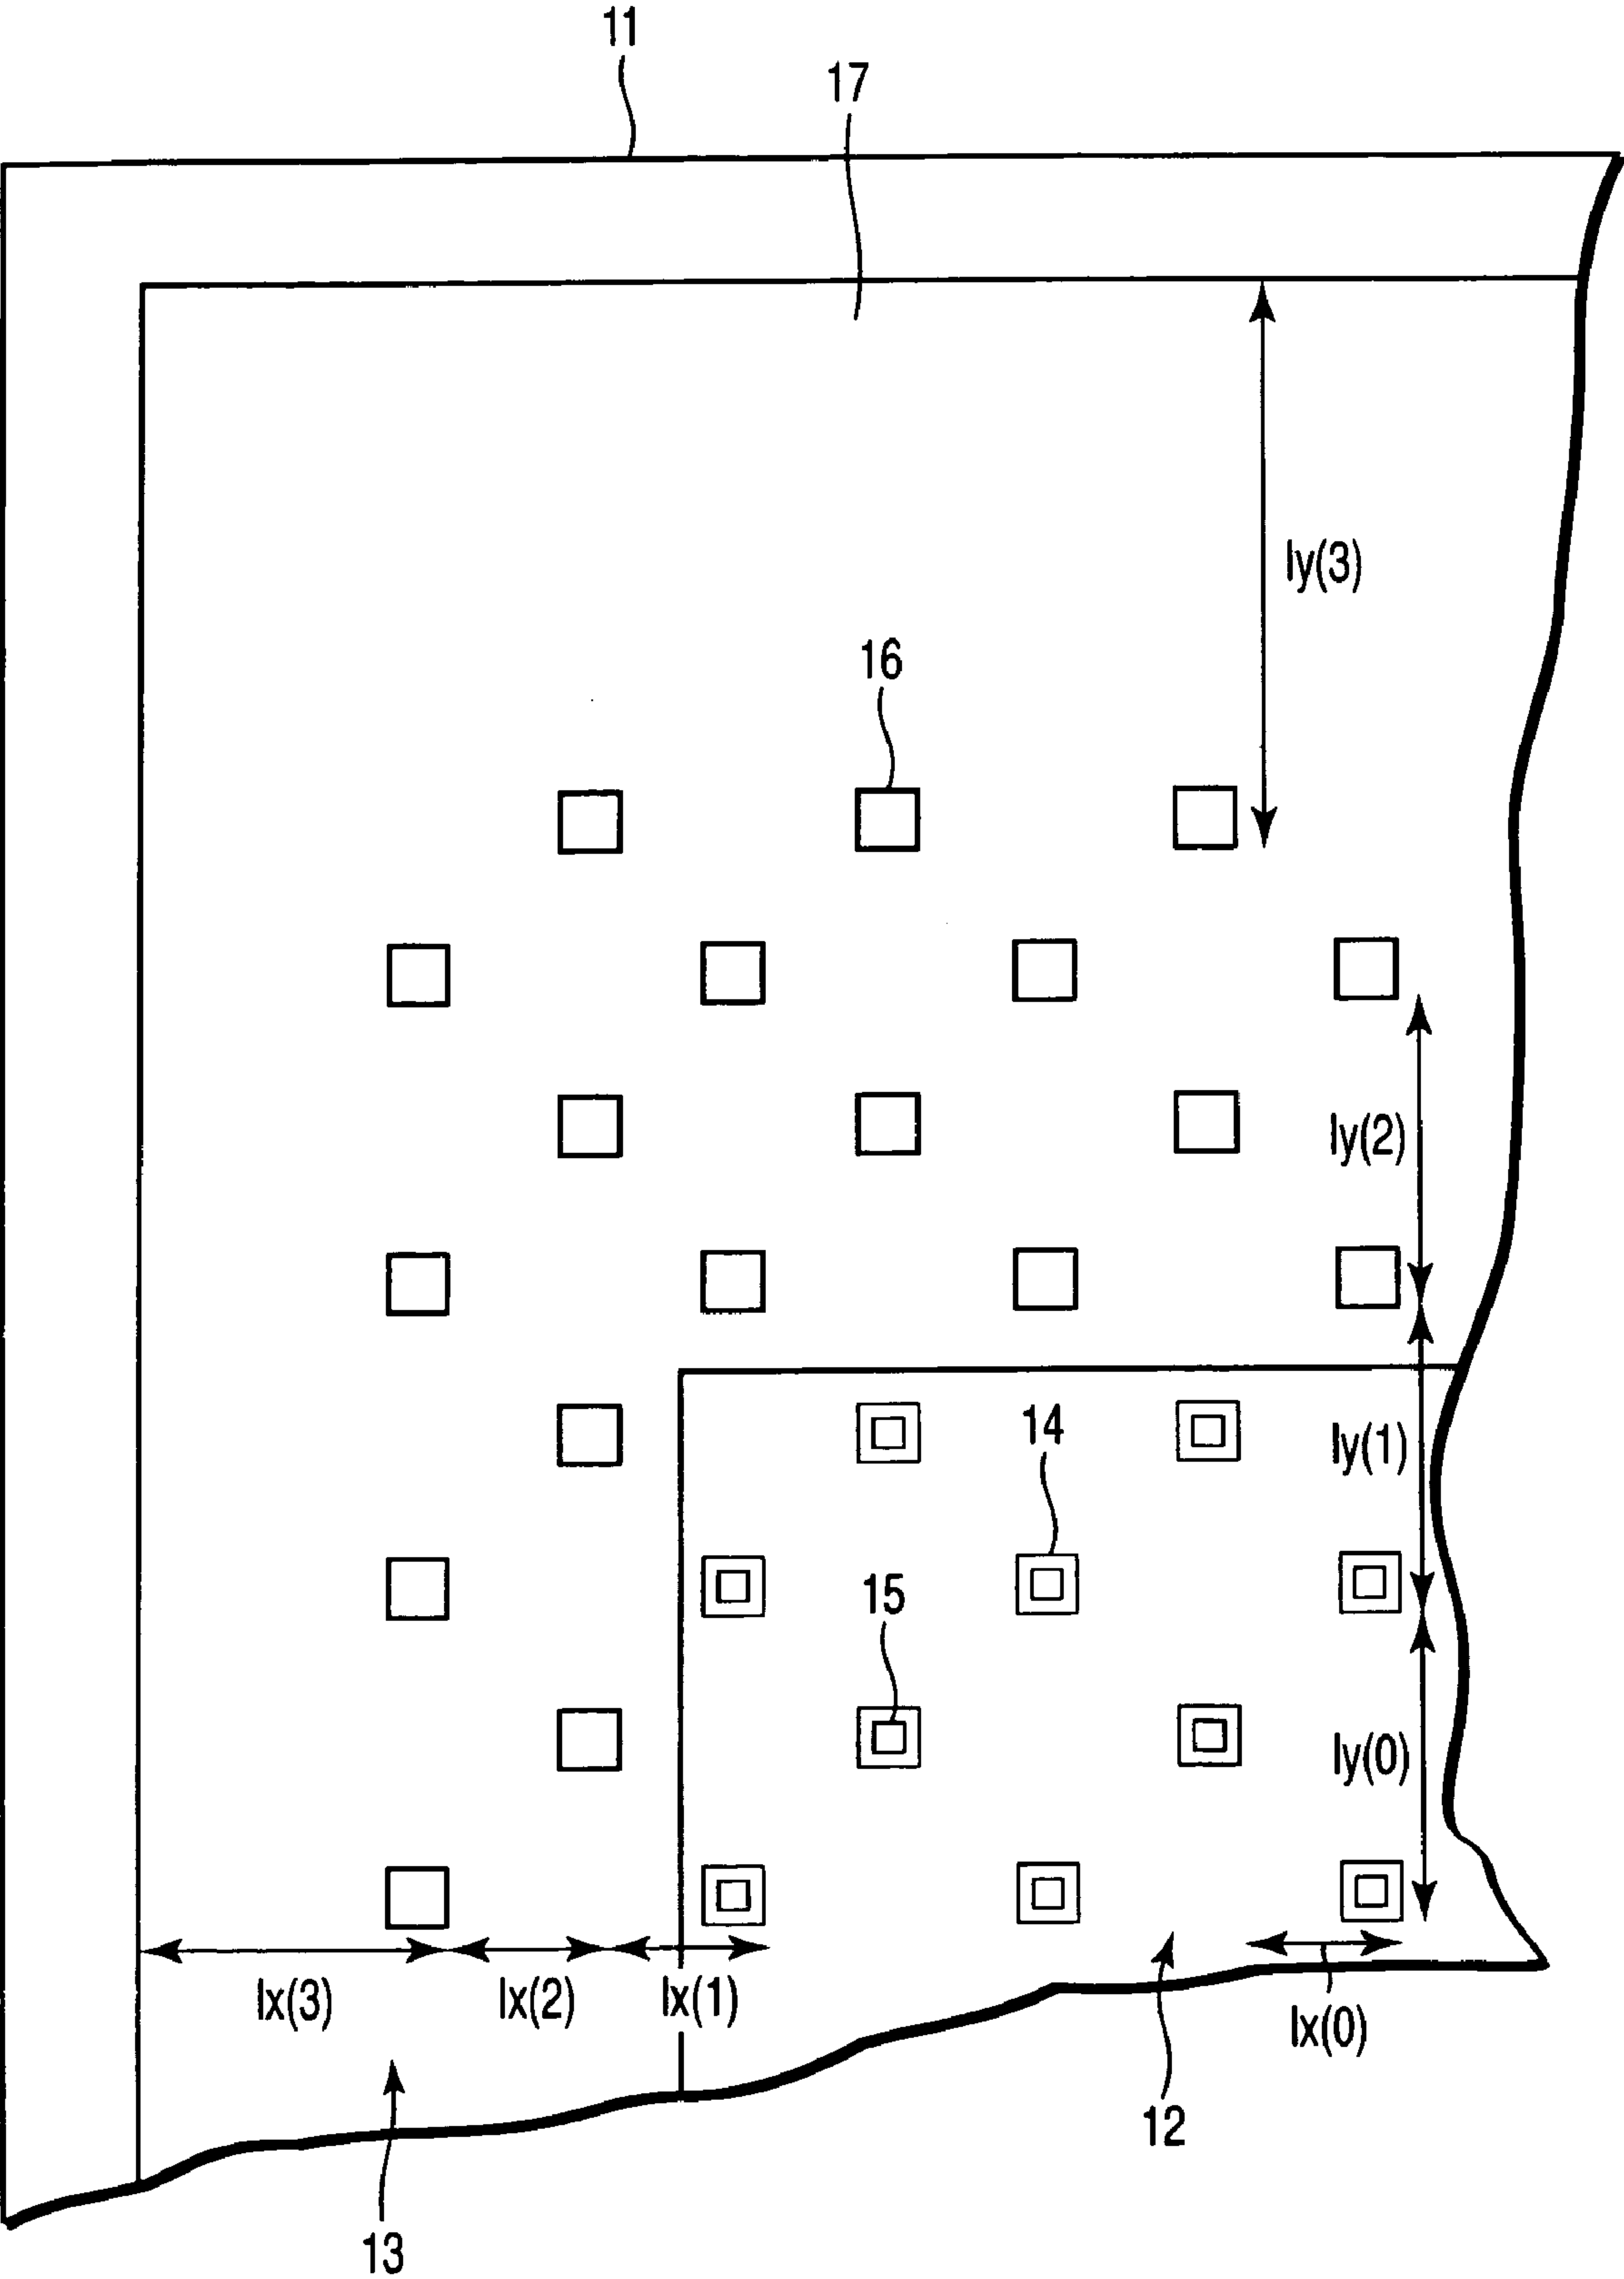 11
17
ly(3)
16
ly(2)
14
ly(1)
15
ly(0)
lx(3)
lx(2)
lx(1)
lx(0)
12
13